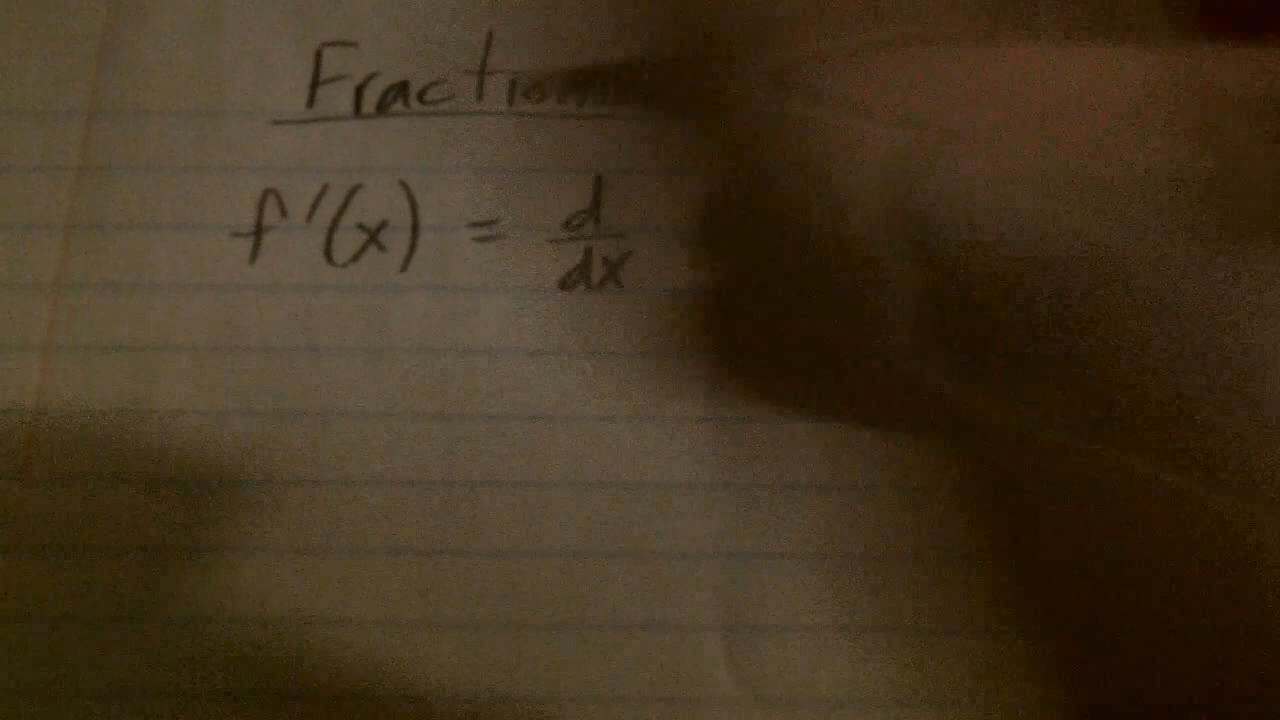 Fraction
f'(x) = d/dx